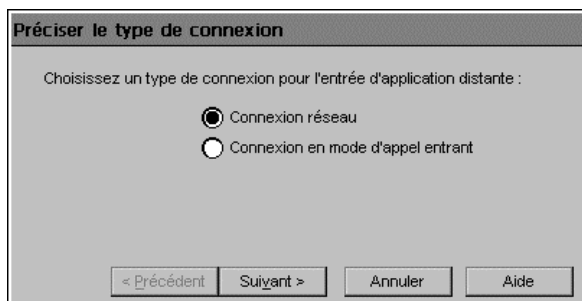 Préciser le type de connexion
Choisissez un type de connexion pour l'entrée d'application distante :
Connexion réseau
Connexion en mode d'appel entrant
< Précédent Suivant > Annuler Aide